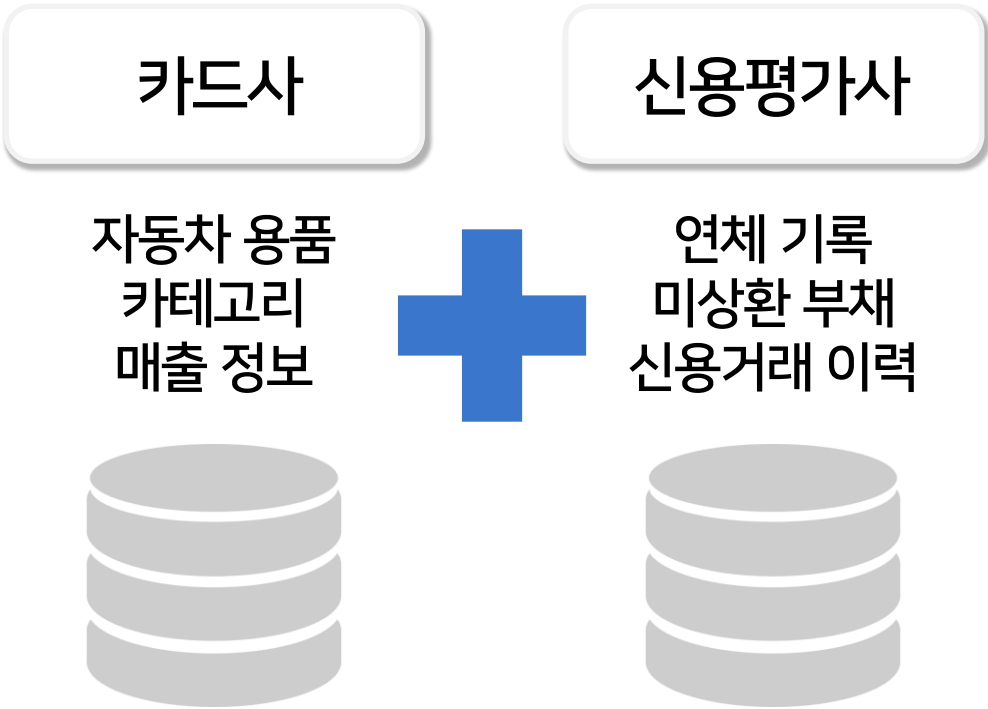 카드사
자동차 용품
카테고리
매출 정보
신용평가사
연체 기록
미상환 부채
신용거래 이력